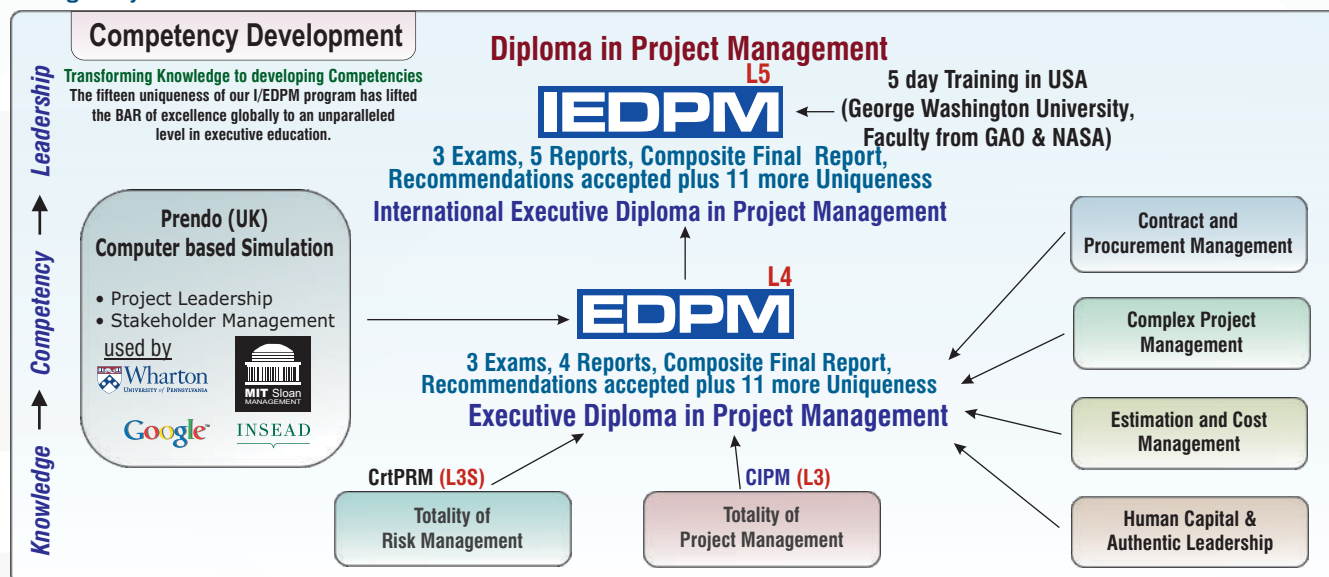 Competency Development
Transforming Knowledge to developing Competencies
The fifteen uniqueness of our I/EDPM program has lifted
the BAR of excellence globally to an unparalleled
level in executive education.
Diploma in Project Management
L5
IEDPM
3 Exams, 5 Reports, Composite Final Report,
Recommendations accepted plus 11 more Uniqueness
International Executive Diploma in Project Management
5 day Training in USA
(George Washington University,
Faculty from GAO & NASA)
Leadership
Competency
Knowledge
Prendo (UK)
Computer based Simulation
• Project Leadership
• Stakeholder Management
used by
Wharton
UNIVERSITY of PENNSYLVANIA
MIT Sloan
MANAGEMENT
Google™
INSEAD
L4
EDPM
3 Exams, 4 Reports, Composite Final Report,
Recommendations accepted plus 11 more Uniqueness
Executive Diploma in Project Management
CrtPRM (L3S)
Totality of
Risk Management
CIPM (L3)
Totality of
Project Management
Contract and
Procurement Management
Complex Project
Management
Estimation and Cost
Management
Human Capital &
Authentic Leadership